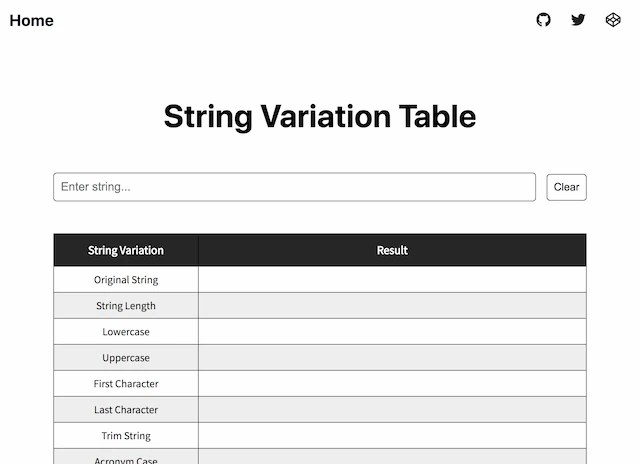 Home
String Variation Table
Enter string...
Clear
String Variation Result
Original String
String Length
Lowercase
Uppercase
First Character
Last Character
Trim String
Acronym Case